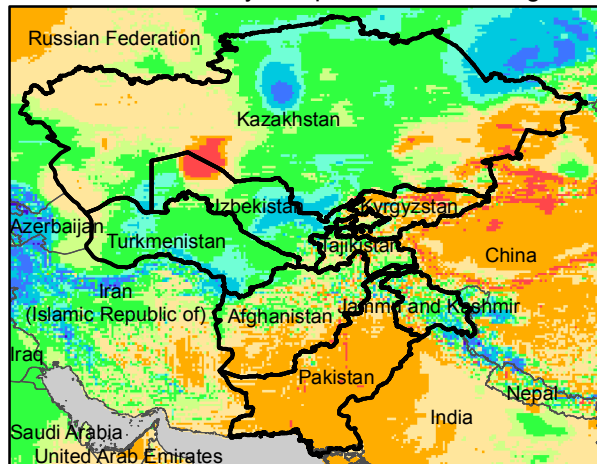 Russian Federation
Kazakhstan
Uzbekistan
Kyrgyzstan
Azerbaijan
Turkmenistan
Tajikistan
China
Iran
(Islamic Republic of)
Afghanistan
Jammu and Kashmir
Iraq
Pakistan
Nepal
India
Saudi Arabia
United Arab Emirates